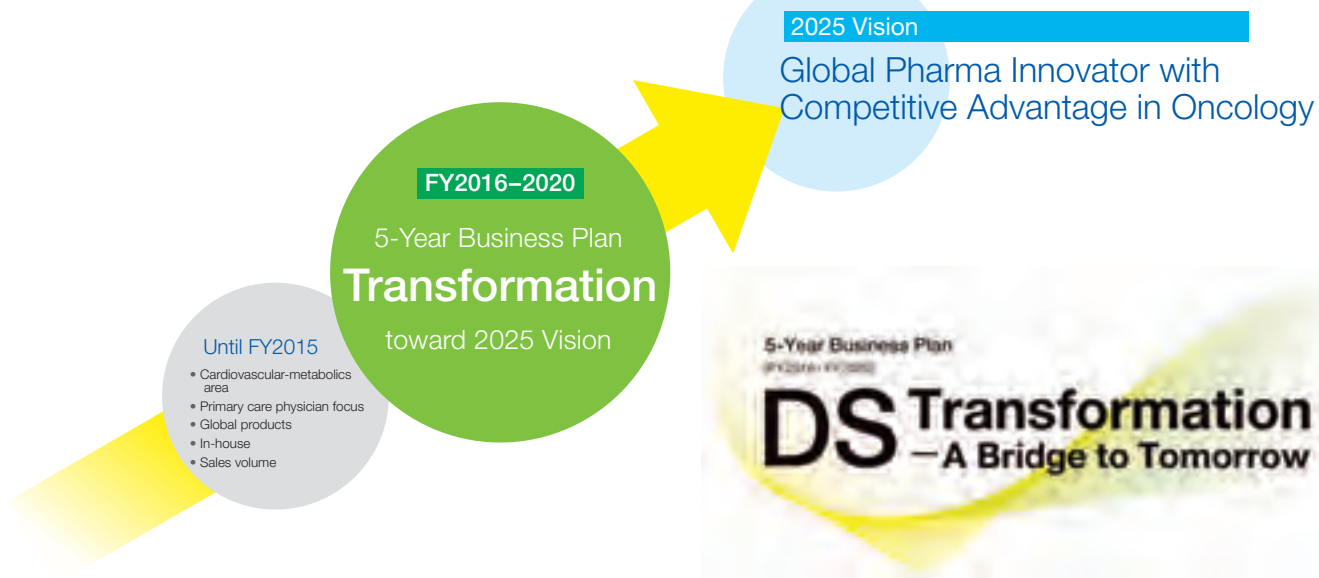 2025 Vision
Global Pharma Innovator with
Competitive Advantage in Oncology
FY2016–2020
5-Year Business Plan
Transformation
toward 2025 Vision
Until FY2015
• Cardiovascular-metabolics
area
• Primary care physician focus
• Global products
• In-house
• Sales volume
5-Year Business Plan
DS Transformation
—A Bridge to Tomorrow